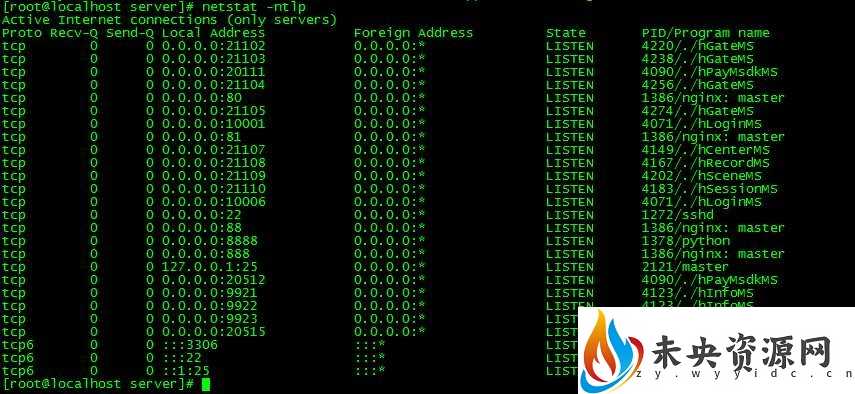 [root@localhost server]# netstat -ntlp
Active Internet connections (only servers)
Proto Recv-Q Send-Q Local Address Foreign Address State PID/Program name
tcp 0 0 0.0.0.0:21102 0.0.0.0:* LISTEN 4220/./hGateMS
tcp 0 0 0.0.0.0:21103 0.0.0.0:* LISTEN 4238/./hGateMS
tcp 0 0 0.0.0.0:20111 0.0.0.0:* LISTEN 4090/./hPayMsdkMS
tcp 0 0 0.0.0.0:21104 0.0.0.0:* LISTEN 4256/./hGateMS
tcp 0 0 0.0.0.0:80 0.0.0.0:* LISTEN 1386/nginx: master
tcp 0 0 0.0.0.0:21105 0.0.0.0:* LISTEN 4274/./hGateMS
tcp 0 0 0.0.0.0:10001 0.0.0.0:* LISTEN 4071/./hLoginMS
tcp 0 0 0.0.0.0:81 0.0.0.0:* LISTEN 1386/nginx: master
tcp 0 0 0.0.0.0:21107 0.0.0.0:* LISTEN 4149/./hCenterMS
tcp 0 0 0.0.0.0:21108 0.0.0.0:* LISTEN 4167/./hRecordMS
tcp 0 0 0.0.0.0:21109 0.0.0.0:* LISTEN 4202/./hSceneMS
tcp 0 0 0.0.0.0:21110 0.0.0.0:* LISTEN 4183/./hSessionMS
tcp 0 0 0.0.0.0:10006 0.0.0.0:* LISTEN 4071/./hLoginMS
tcp 0 0 0.0.0.0:22 0.0.0.0:* LISTEN 1272/sshd
tcp 0 0 0.0.0.0:88 0.0.0.0:* LISTEN 1386/nginx: master
tcp 0 0 0.0.0.0:8888 0.0.0.0:* LISTEN 1378/python
tcp 0 0 0.0.0.0:888 0.0.0.0:* LISTEN 1386/nginx: master
tcp 0 0 127.0.0.1:25 0.0.0.0:* LISTEN 2121/master
tcp 0 0 0.0.0.0:20512 0.0.0.0:* LISTEN 4090/./hPayMsdkMS
tcp 0 0 0.0.0.0:9921 0.0.0.0:* LISTEN 4123/./hInfoMS
tcp 0 0 0.0.0.0:9922 0.0.0.0:* LISTEN 4123/./hInfoMS
tcp 0 0 0.0.0.0:9923 0.0.0.0:*
tcp 0 0 0.0.0.0:20515 0.0.0.0:*
tcp6 0 0 :::3306 :::*
tcp6 0 0 :::22 :::*
tcp6 0 0 ::1:25 :::*
[root@localhost server]#
未央资源网
zy.wyyidc.cn